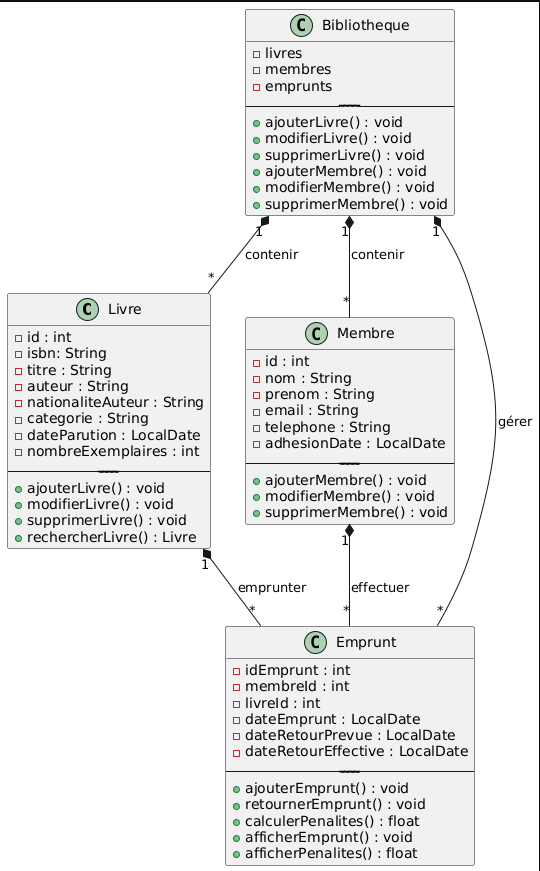 C Bibliotheque
livres
membres
emprunts
ajouterLivre() : void
modifierLivre() : void
supprimerLivre() : void
ajouterMembre() : void
modifierMembre() : void
supprimerMembre() : void
1
1
1
contenir
contenir
*
*
C Livre
id : int
isbn: String
titre : String
auteur : String
nationaliteAuteur : String
categorie : String
dateParution : LocalDate
nombreExemplaires : int
ajouterLivre() : void
modifierLivre() : void
supprimerLivre() : void
rechercherLivre() : Livre
C Membre
id : int
nom : String
prenom : String
email : String
telephone : String
adhesionDate : LocalDate
ajouterMembre() : void
modifierMembre() : void
supprimerMembre() : void
gérer
1
1
emprunter
effectuer
*
*
*
C Emprunt
idEmprunt : int
membreId : int
livreId : int
dateEmprunt : LocalDate
dateRetourPrevue : LocalDate
dateRetourEffective : LocalDate
ajouterEmprunt() : void
retournerEmprunt() : void
calculerPenalites() : float
afficherEmprunt() : void
afficherPenalites() : float